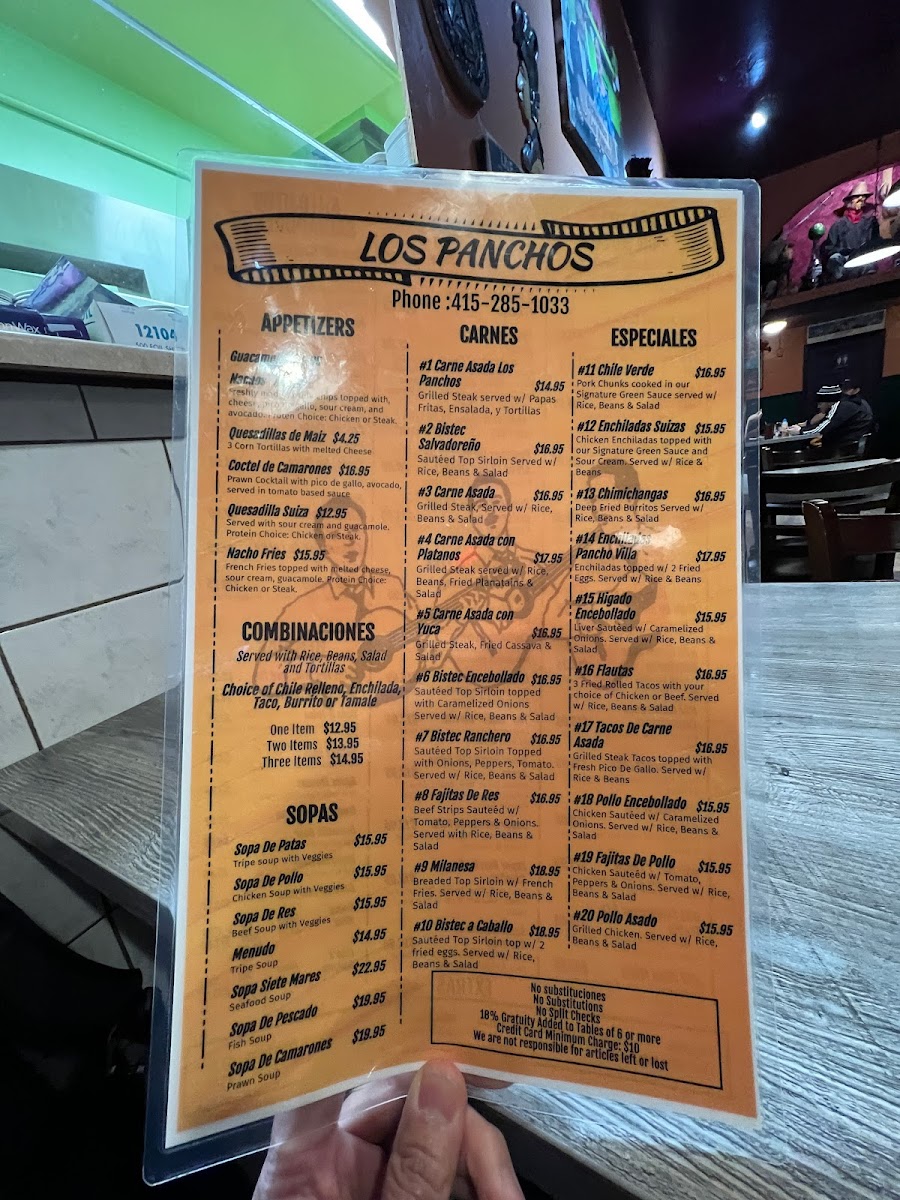 LOS PANCHOS
Phone :415-285-1033
APPETIZERS
Nachos
topped with,
sour cream, and
avocado. Choice: Chicken or Steak.
Quesadillas de Maiz $4.25
3 Corn Tortillas with melted Cheese
Coctel de Camarones $16.95
Prawn Cocktail with pico de gallo, avocado,
served in tomato based sauce
Quesadilla Suiza $12.95
Served with sour cream and guacamole.
Protein Choice: Chicken or Steak.
Nacho Fries $15.95
French Fries topped with melted cheese,
sour cream, guacamole. Protein Choice:
Chicken or Steak.
COMBINACIONES
Served with Rice, Beans, Salad
and Tortillas
Choice of Chile Relleno, Enchilada,
Taco, Burrito or Tamale
One Item $12.95
Two Items $13.95
Three Items $14.95
SOPAS
Sopa De Patas $15.95
Tripe soup with Veggies
Sopa De Pollo $15.95
Chicken Soup with Veggies
Sopa De Res $15.95
Beef Soup with Veggies
Menudo $14.95
Tripe Soup
Sopa Siete Mares $22.95
Seafood Soup
Sopa De Pescado $19.95
Fish Soup
Sopa De Camarones $19.95
Prawn Soup
CARNES
#1 Carne Asada Los
Panchos $14.95
Grilled Steak served w/ Papas
Fritas, Ensalada, y Tortillas
#2 Bistec
Salvadoreño $16.95
Sautéed Top Sirloin Served w/
Rice, Beans & Salad
#3 Carne Asada $16.95
Grilled Steak, Served w/ Rice,
Beans & Salad
#4 Carne Asada con
Platanos $17.95
Grilled Steak served w/ Rice,
Beans, Fried Planatains &
Salad
#5 Carne Asada con
Yuca $16.95
Grilled Steak, Fried Cassava &
Salad
#6 Bistec Encebollado $16.95
Sautéed Top Sirloin topped
with Caramelized Onions
Served w/ Rice, Beans & Salad
#7 Bistec Ranchero $16.95
Sautéed Top Sirloin Topped
with Onions, Peppers, Tomato.
Served w/ Rice, Beans & Salad
#8 Fajitas De Res $16.95
Beef Strips Sauteêd w/
Tomato, Peppers & Onions.
Served with Rice, Beans &
Salad
#9 Milanesa $18.95
Breaded Top Sirloin w/ French
Fries. Served w/ Rice, Beans &
Salad
#10 Bistec a Caballo $18.95
Sautéed Top Sirloin top w/ 2
fried eggs. Served w/ Rice,
Beans & Salad
ESPECIALES
#11 Chile Verde $16.95
Pork Chunks cooked in our
Signature Green Sauce served w/
Rice, Beans & Salad
#12 Enchiladas Suizas $15.95
Chicken Enchiladas topped with
our Signature Green Sauce and
Sour Cream. Served w/ Rice &
Beans
#13 Chimichangas $16.95
Deep Fried Burritos Served w/
Rice, Beans & Salad
#14 Enchiladas
Pancho Villa $17.95
Enchiladas topped w/ 2 Fried
Eggs. Served w/ Rice & Beans
#15 Higado
Encebollado $15.95
Liver Sautèed w/ Caramelized
Onions. Served w/ Rice, Beans &
Salad
#16 Flautas $16.95
3 Fried Rolled Tacos with your
choice of Chicken or Beef. Served
w/ Rice, Beans & Salad
#17 Tacos De Carne
Asada $16.95
Grilled Steak Tacos topped with
Fresh Pico De Gallo. Served w/
Rice & Beans
#18 Pollo Encebollado $15.95
Chicken Sautéed w/ Caramelized
Onions. Served w/ Rice, Beans &
Salad
#19 Fajitas De Pollo $15.95
Chicken Sauteêd w/ Tomato,
Peppers & Onions. Served w/ Rice,
Beans & Salad
#20 Pollo Asado $15.95
Grilled Chicken. Served w/ Rice,
Beans & Salad
No substituciones
No Substitutions
No Split Checks
18% Gratuity Added to Tables of 6 or more
Credit Card Minimum Charge: $10
We are not responsible for articles left or lost
12104